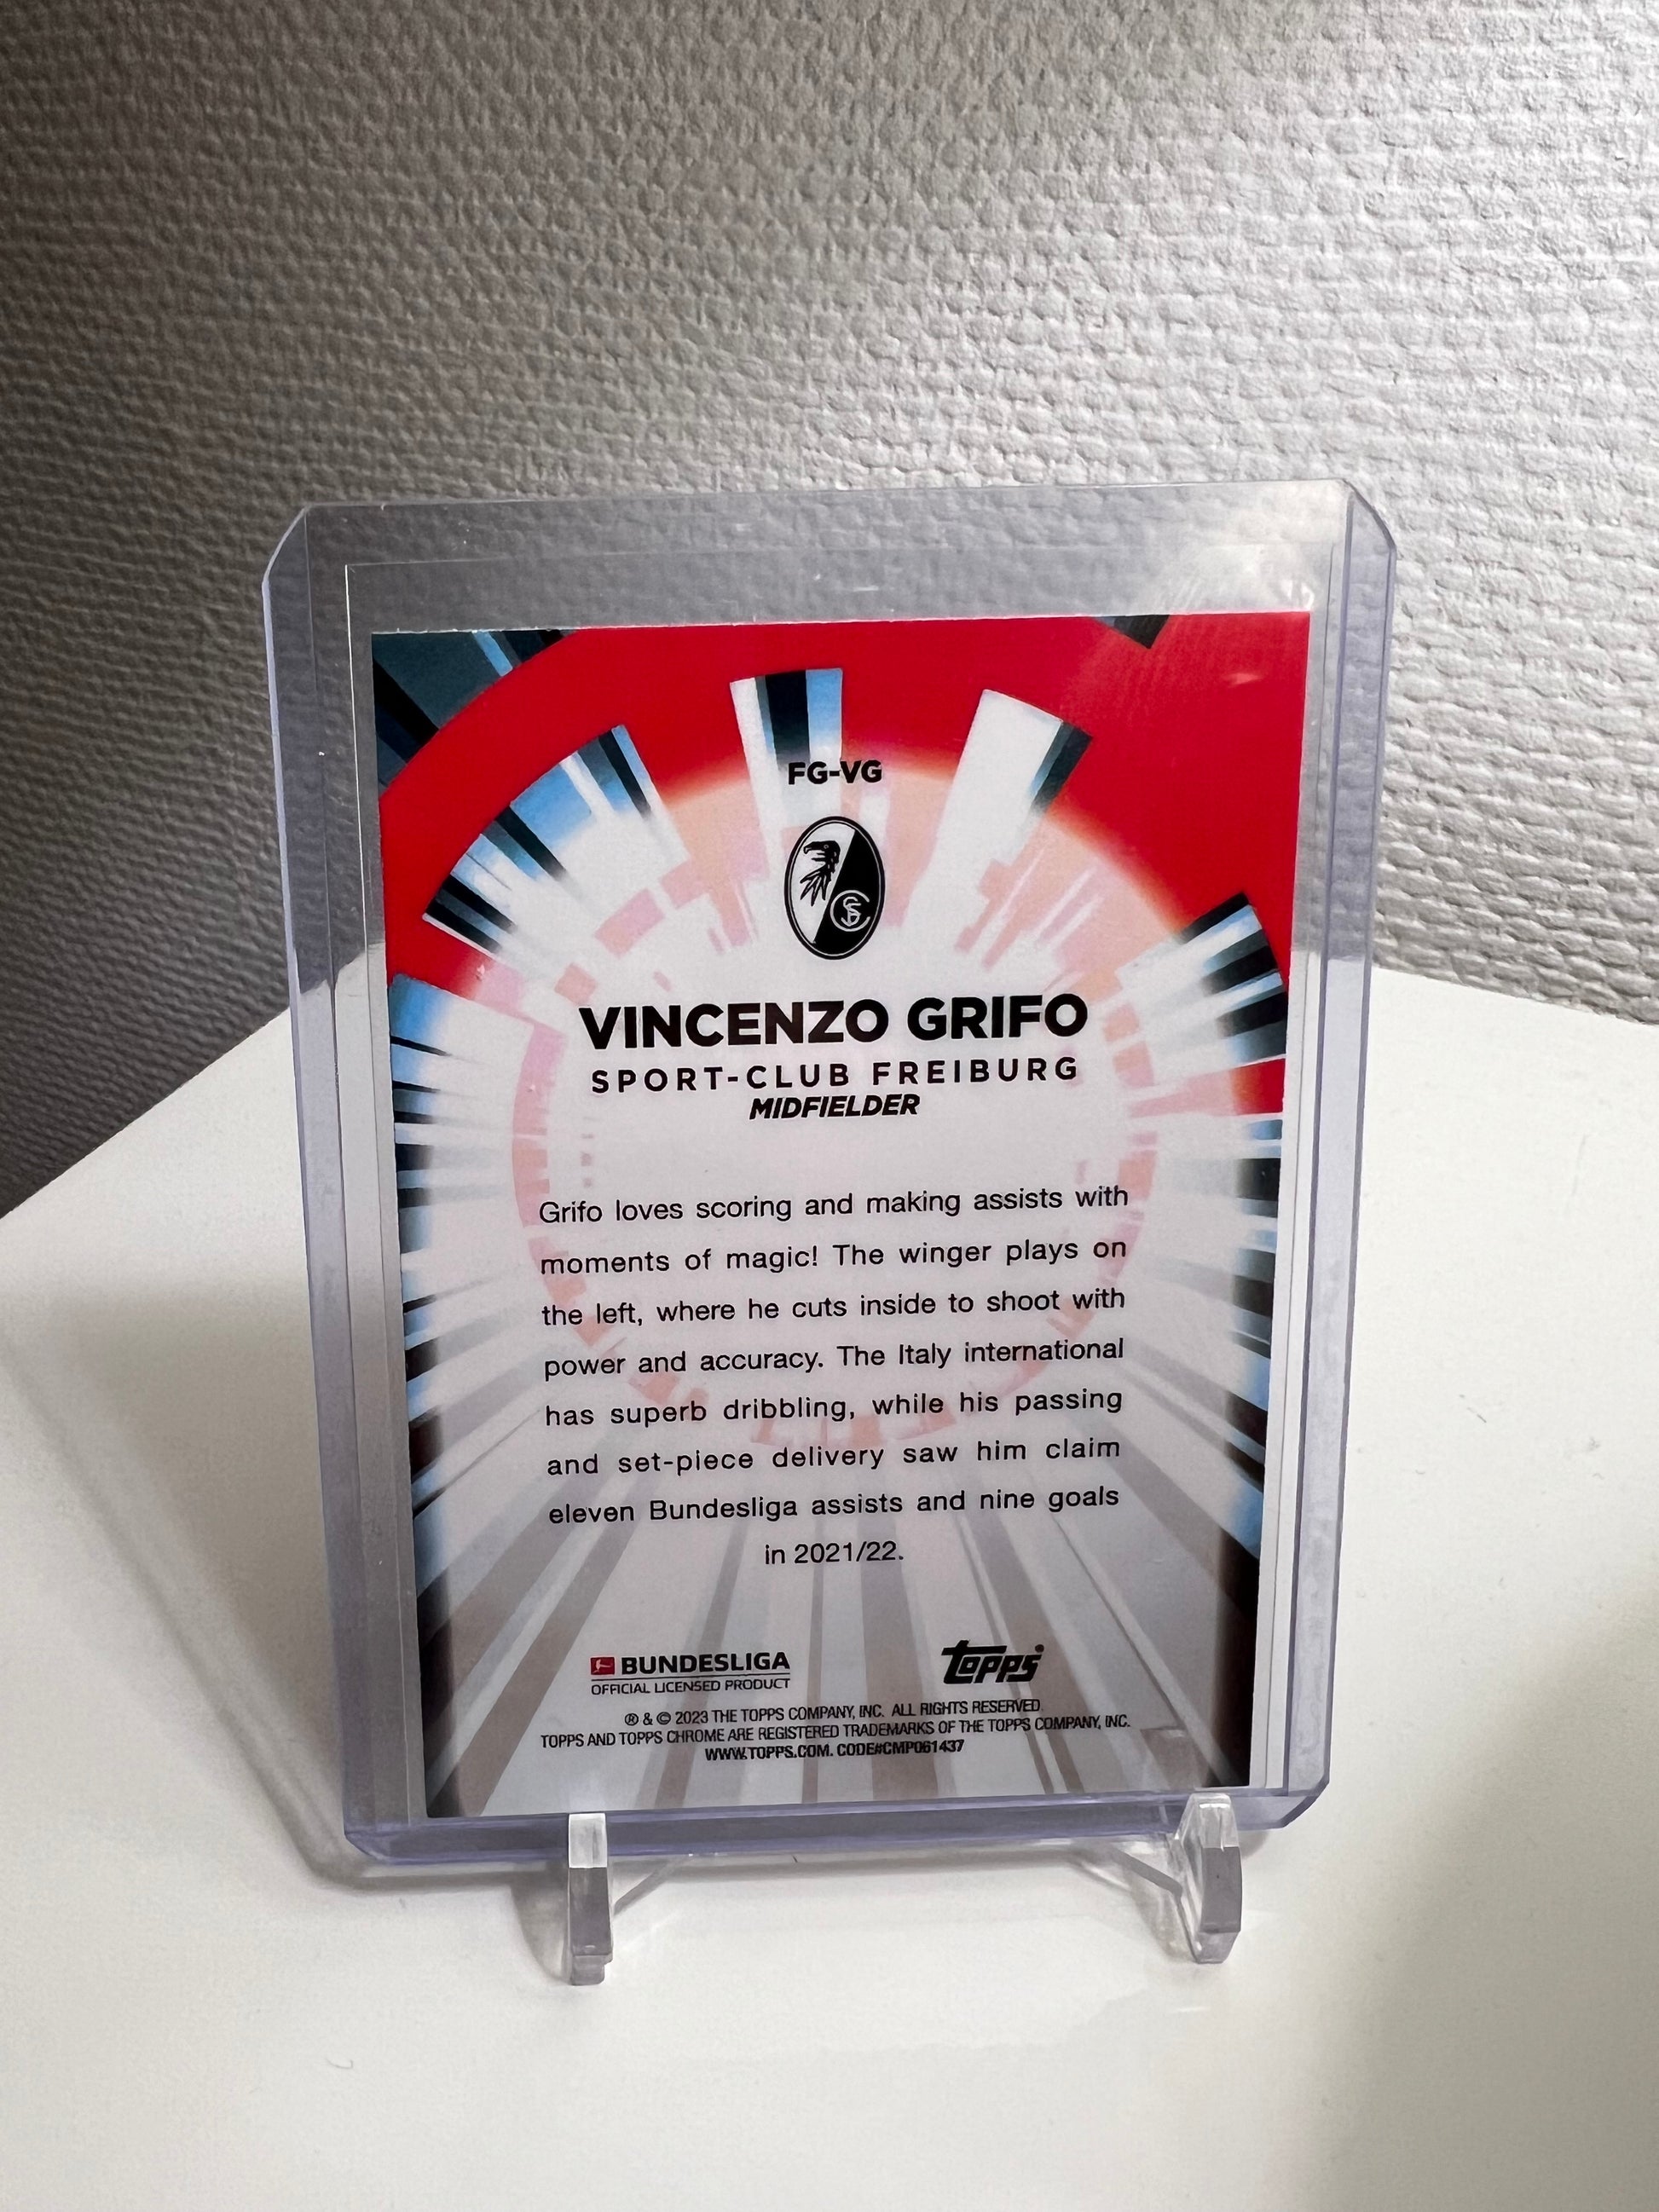 FG-VG
VINCENZO GRIFO
SPORT-CLUB FREIBURG
MIDFIELDER
Grifo loves scoring and making assists with
moments of magic! The winger plays on
the left, where he cuts inside to shoot with
power and accuracy. The Italy international
has superb dribbling, while his passing
and set-piece delivery saw him claim
eleven Bundesliga assists and nine goals
in 2021/22.
BUNDESLIGA
OFFICIAL LICENSED PRODUCT
topps
® & © 2023 THE TOPPS COMPANY, INC. ALL RIGHTS RESERVED.
TOPPS AND TOPPS CHROME ARE REGISTERED TRADEMARKS OF THE TOPPS COMPANY, INC.
WWW.TOPPS.COM. CODE#CMP061437